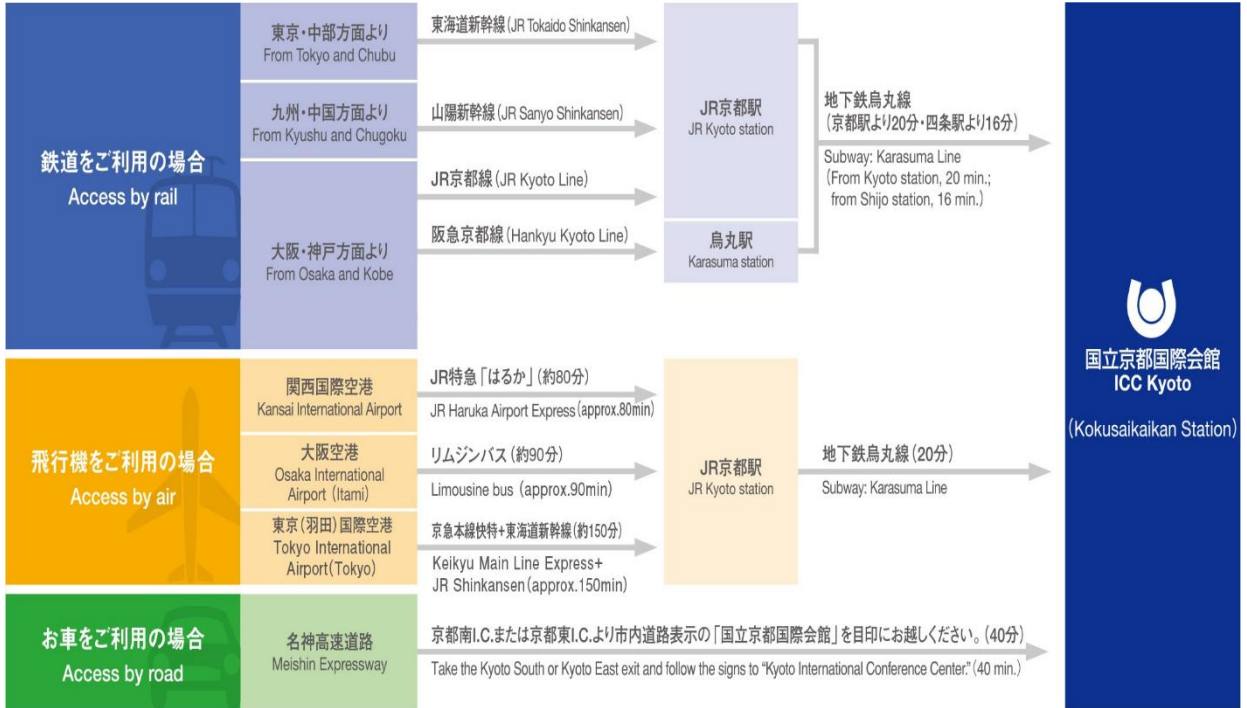 鉄道をご利用の場合
Access by rail
東京・中部方面より
From Tokyo and Chubu
東海道新幹線(JR Tokaido Shinkansen)
九州・中国方面より
From Kyushu and Chugoku
山陽新幹線(JR Sanyo Shinkansen)
大阪・神戸方面より
From Osaka and Kobe
JR京都線(JR Kyoto Line)
阪急京都線(Hankyu Kyoto Line)
JR京都駅
JR Kyoto station
烏丸駅
Karasuma station
地下鉄烏丸線
(京都駅より20分・四条駅より16分)
Subway: Karasuma Line
(From Kyoto station, 20 min.;
from Shijo station, 16 min.)
飛行機をご利用の場合
Access by air
関西国際空港
Kansai International Airport
JR特急「はるか」(約80分)
JR Haruka Airport Express(approx.80min)
大阪空港
Osaka International
Airport (Itami)
リムジンバス(約90分)
Limousine bus (approx.90min)
東京(羽田)国際空港
Tokyo International
Airport(Tokyo)
京急本線快特+東海道新幹線(約150分)
Keikyu Main Line Express+
JR Shinkansen(approx.150min)
JR京都駅
JR Kyoto station
地下鉄烏丸線(20分)
Subway: Karasuma Line
お車をご利用の場合
Access by road
名神高速道路
Meishin Expressway
京都南I.C.または京都東I.C.より市内道路表示の「国立京都国際会館」を目印にお越しください。(40分)
Take the Kyoto South or Kyoto East exit and follow the signs to "Kyoto International Conference Center."(40 min.)
国立京都国際会館
ICC Kyoto
(Kokusaikaikan Station)